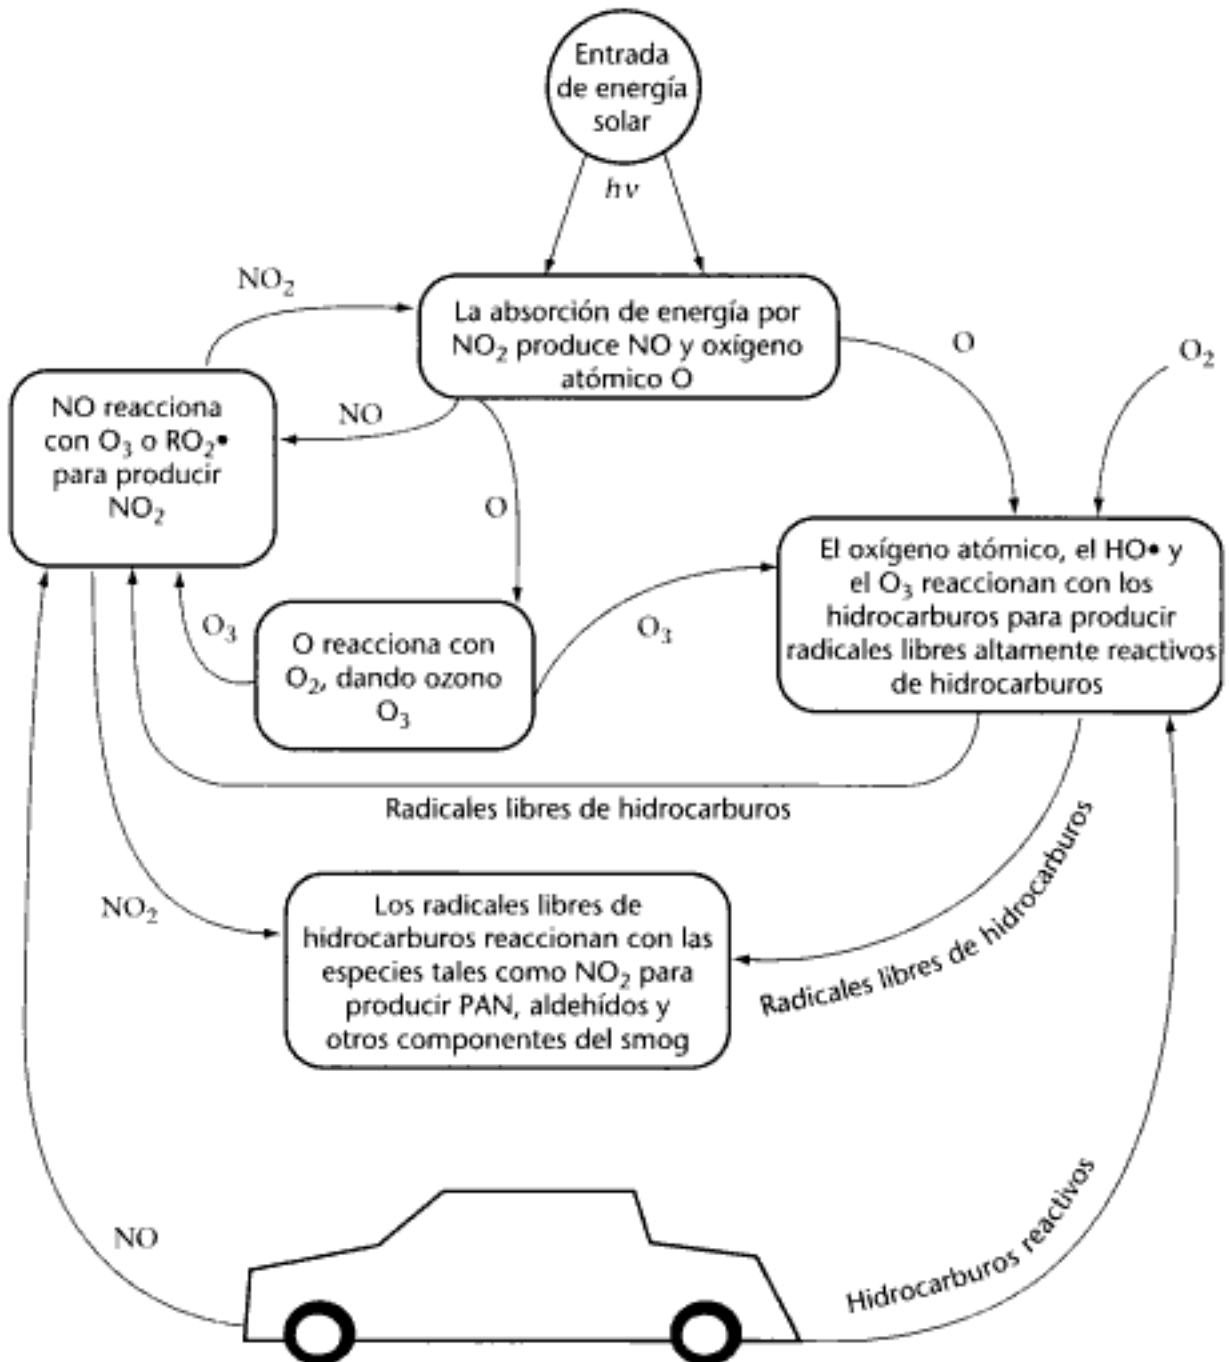 Entrada
de energía
solar
hν
NO₂
La absorción de energía por
NO₂ produce NO y oxígeno
atómico O
O
O₂
NO reacciona
con O₃ o RO₂•
para producir
NO₂
NO
O
El oxígeno atómico, el HO• y
el O₃ reaccionan con los
hidrocarburos para producir
radicales libres altamente reactivos
de hidrocarburos
O₃
O reacciona con
O₂, dando ozono
O₃
O₃
Radicales libres de hidrocarburos
NO₂
Los radicales libres de
hidrocarburos reaccionan con las
especies tales como NO₂ para
producir PAN, aldehídos y
otros componentes del smog
Radicales libres de hidrocarburos
NO
Hidrocarburos reactivos